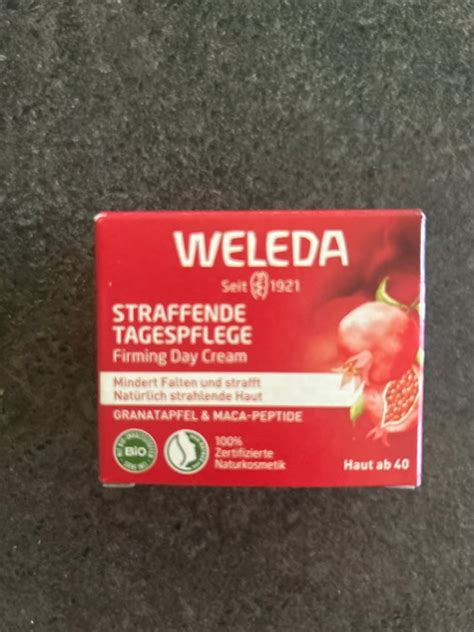 WELEDA
Seit 1921
STRAFFENDE
TAGESPFLEGE
Firming Day Cream
Mindert Falten und strafft
Natürlich strahlende Haut
GRANATAPFEL & MACA-PEPTIDE
BIO
100%
Zertifizierte
Naturkosmetik
Haut ab 40